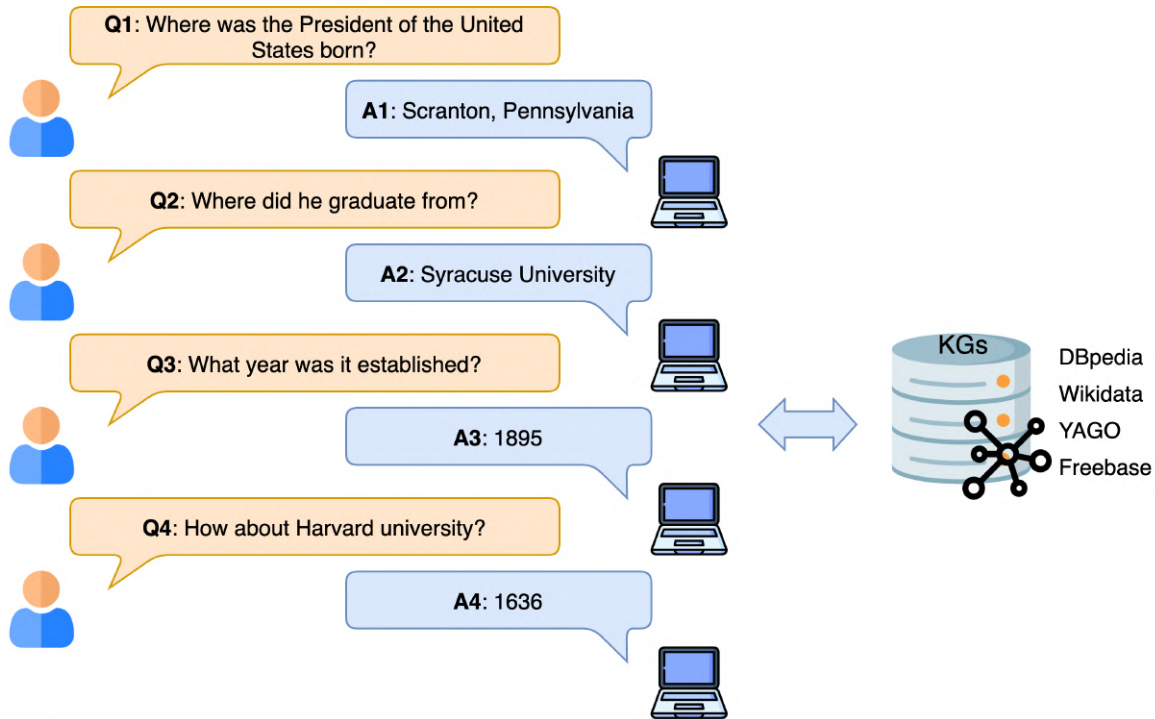 Q1: Where was the President of the United
States born?
A1: Scranton, Pennsylvania
Q2: Where did he graduate from?
A2: Syracuse University
Q3: What year was it established?
A3: 1895
Q4: How about Harvard university?
A4: 1636
KGs
DBpedia
Wikidata
YAGO
Freebase